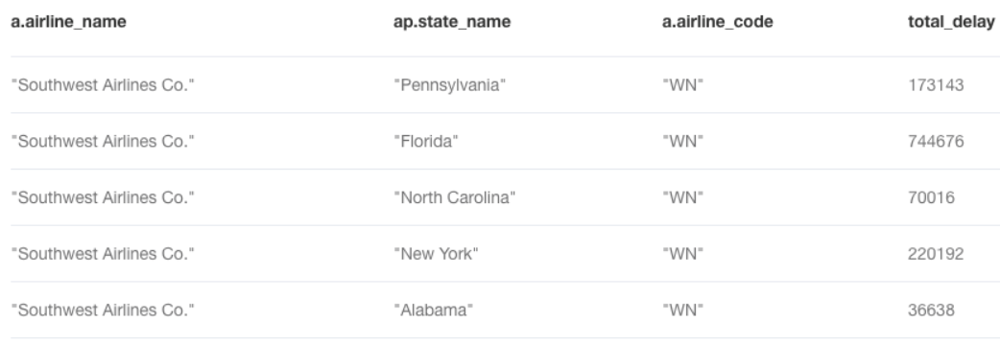 a.airline_name ap.state_name a.airline_code total_delay
"Southwest Airlines Co." "Pennsylvania" "WN" 173143
"Southwest Airlines Co." "Florida" "WN" 744676
"Southwest Airlines Co." "North Carolina" "WN" 70016
"Southwest Airlines Co." "New York" "WN" 220192
"Southwest Airlines Co." "Alabama" "WN" 36638